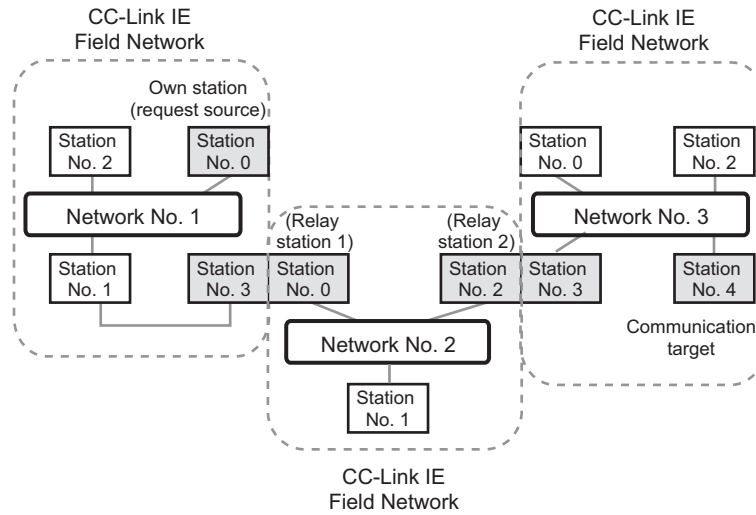 CC-Link IE
Field Network
CC-Link IE
Field Network
Own station
(request source)
Station
No. 2
Station
No. 0
Station
No. 0
Station
No. 2
Network No. 1
Network No. 3
(Relay
station 1)
(Relay
station 2)
Station
No. 1
Station
No. 3
Station
No. 0
Station
No. 2
Station
No. 3
Station
No. 4
Communication
target
Network No. 2
Station
No. 1
CC-Link IE
Field Network